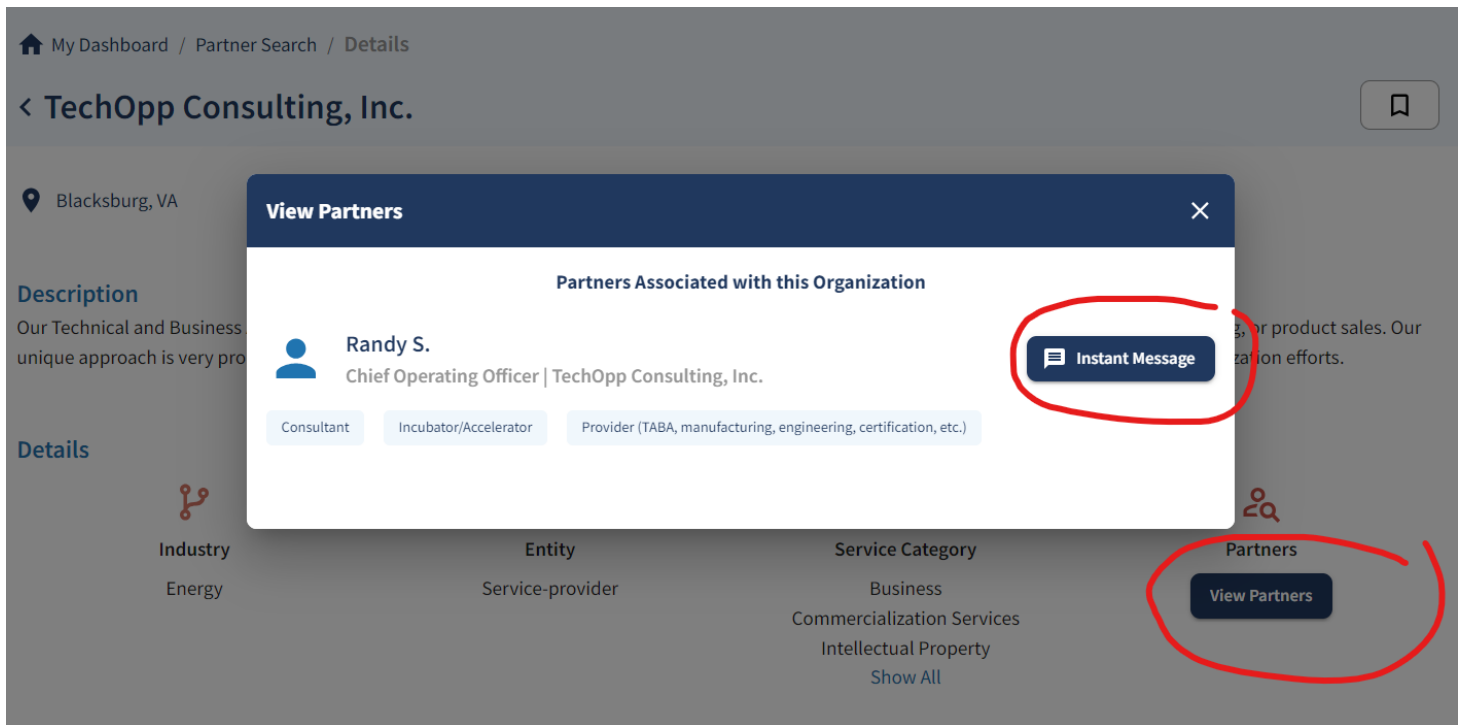 My Dashboard / Partner Search / Details
< TechOpp Consulting, Inc.
Blacksburg, VA
View Partners
Partners Associated with this Organization
Description
Our Technical and Business
g, or product sales. Our
unique approach is very pro
zation efforts.
Randy S.
Chief Operating Officer | TechOpp Consulting, Inc.
Instant Message
Consultant Incubator/Accelerator Provider (TABA, manufacturing, engineering, certification, etc.)
Details
Industry Entity Service Category Partners
Energy Service-provider Business View Partners
Commercialization Services
Intellectual Property
Show All